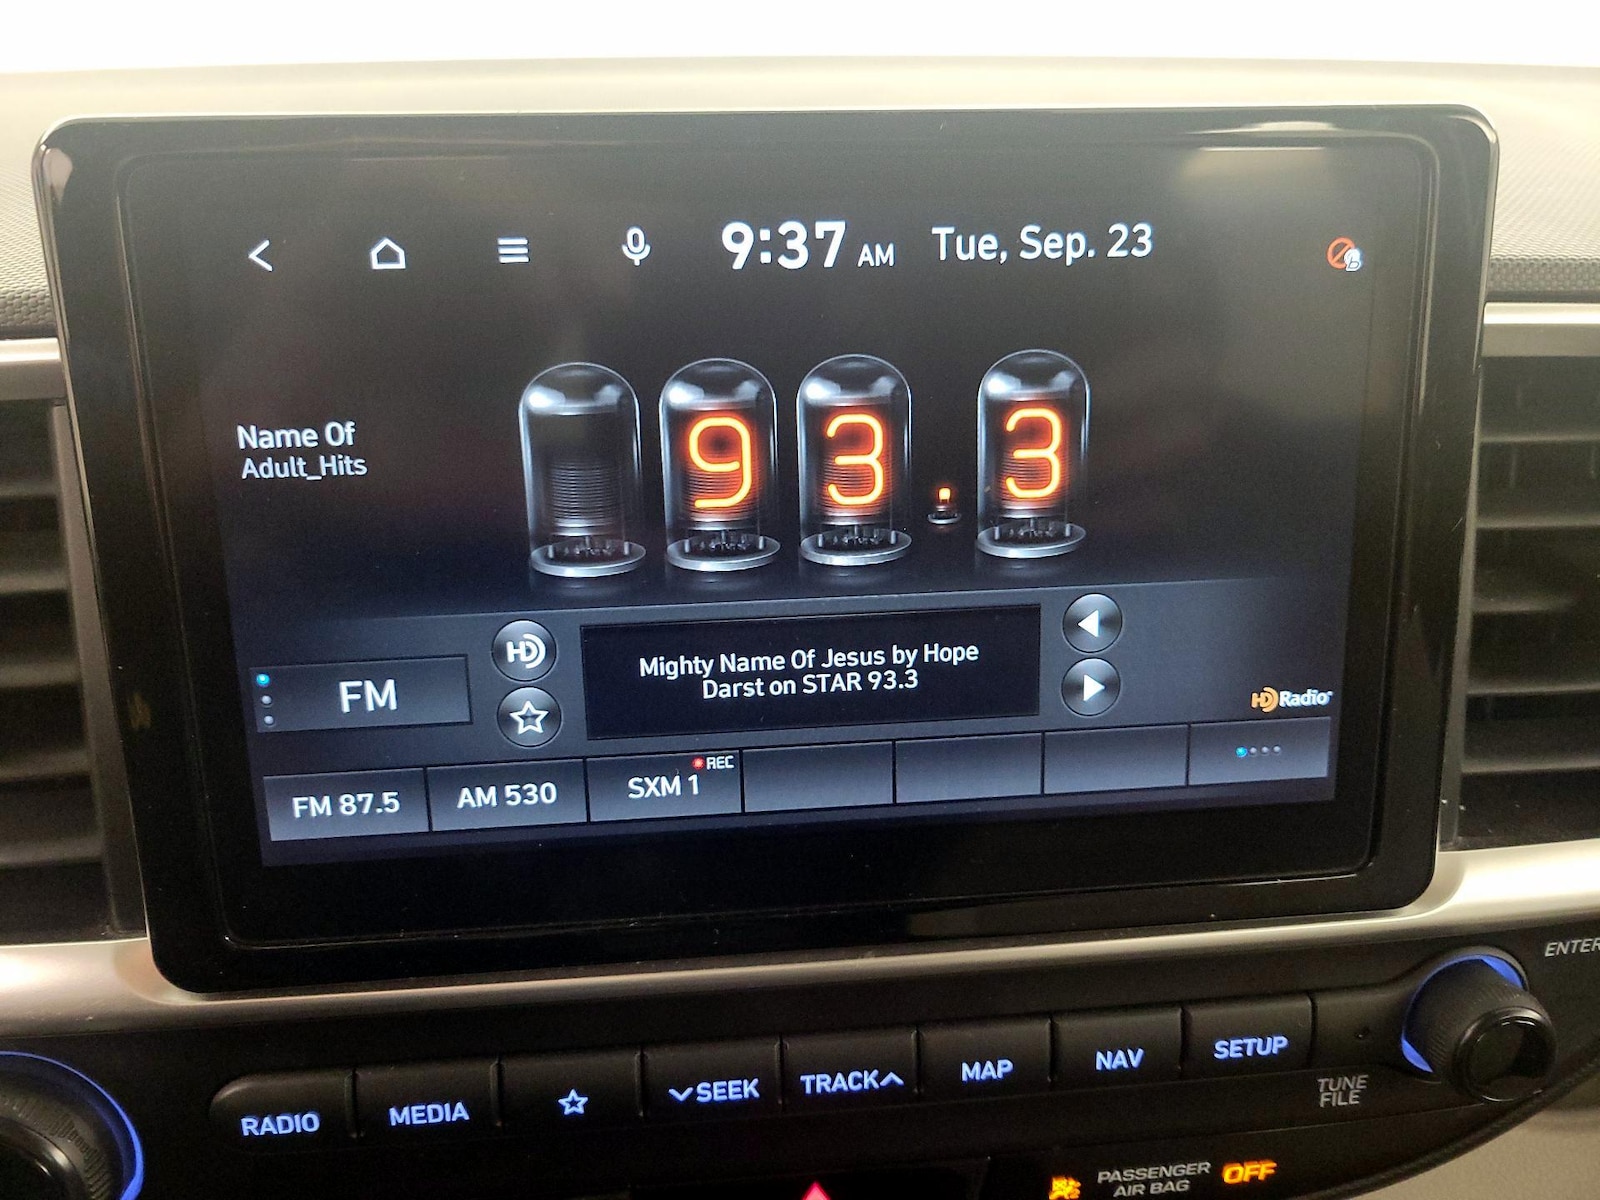 9:37 AM Tue, Sep. 23
Name Of
Adult_Hits
93.3
HD
Mighty Name Of Jesus by Hope
Darst on STAR 93.3
FM
HD Radio
FM 87.5
AM 530
SXM 1
REC
ENTER
RADIO
MEDIA
SEEK
TRACK
MAP
NAV
SETUP
TUNE
FILE
PASSENGER
AIR BAG
OFF